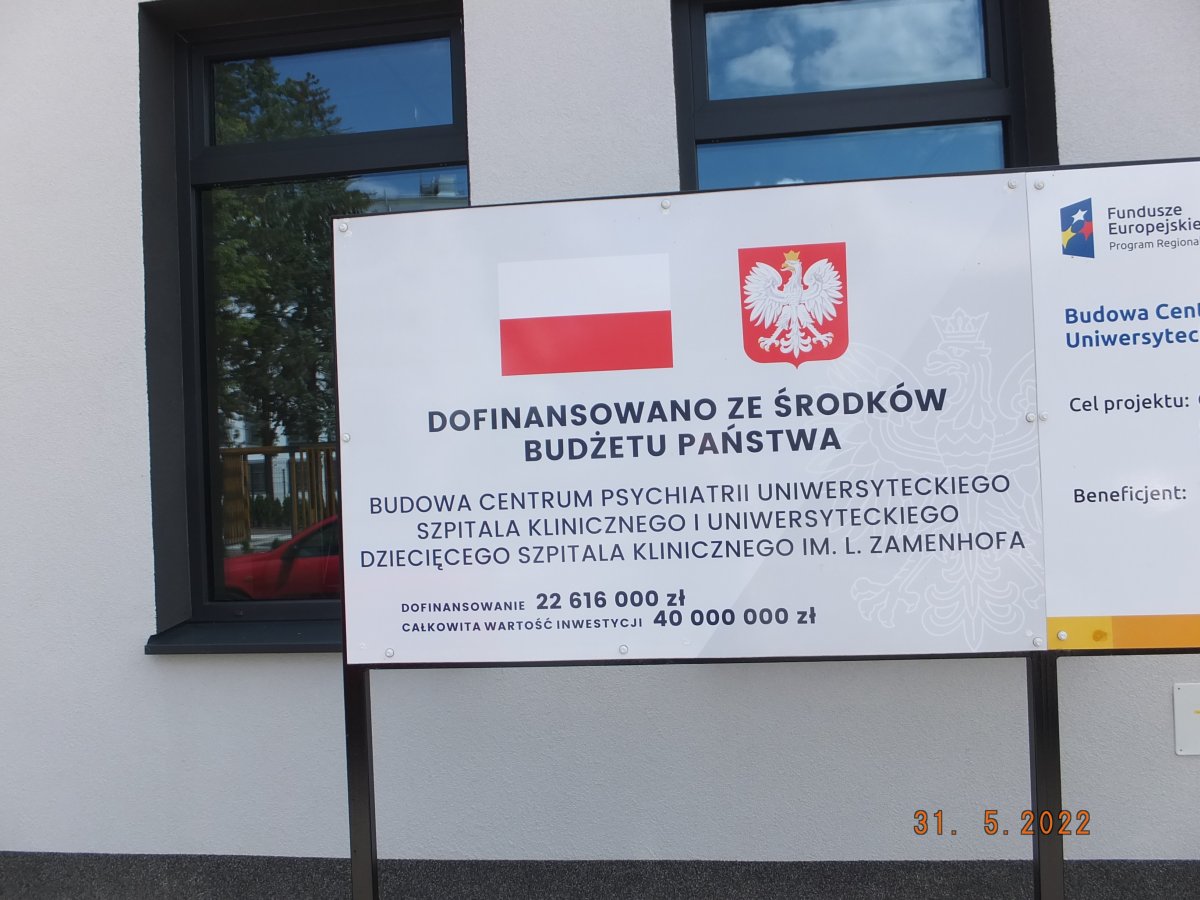 DOFINANSOWANO ZE ŚRODKÓW
BUDŻETU PAŃSTWA
BUDOWA CENTRUM PSYCHIATRII UNIWERSYTECKIEGO
SZPITALA KLINICZNEGO I UNIWERSYTECKIEGO
DZIECIĘCEGO SZPITALA KLINICZNEGO IM. L. ZAMENHOFA
DOFINANSOWANIE 22 616 000 zł
CAŁKOWITA WARTOŚĆ INWESTYCJI 40 000 000 zł
Fundusze
Europejskie
Program Regiona
Budowa Cent
Uniwersytec
Cel projektu:
Beneficjent:
31. 5.2022